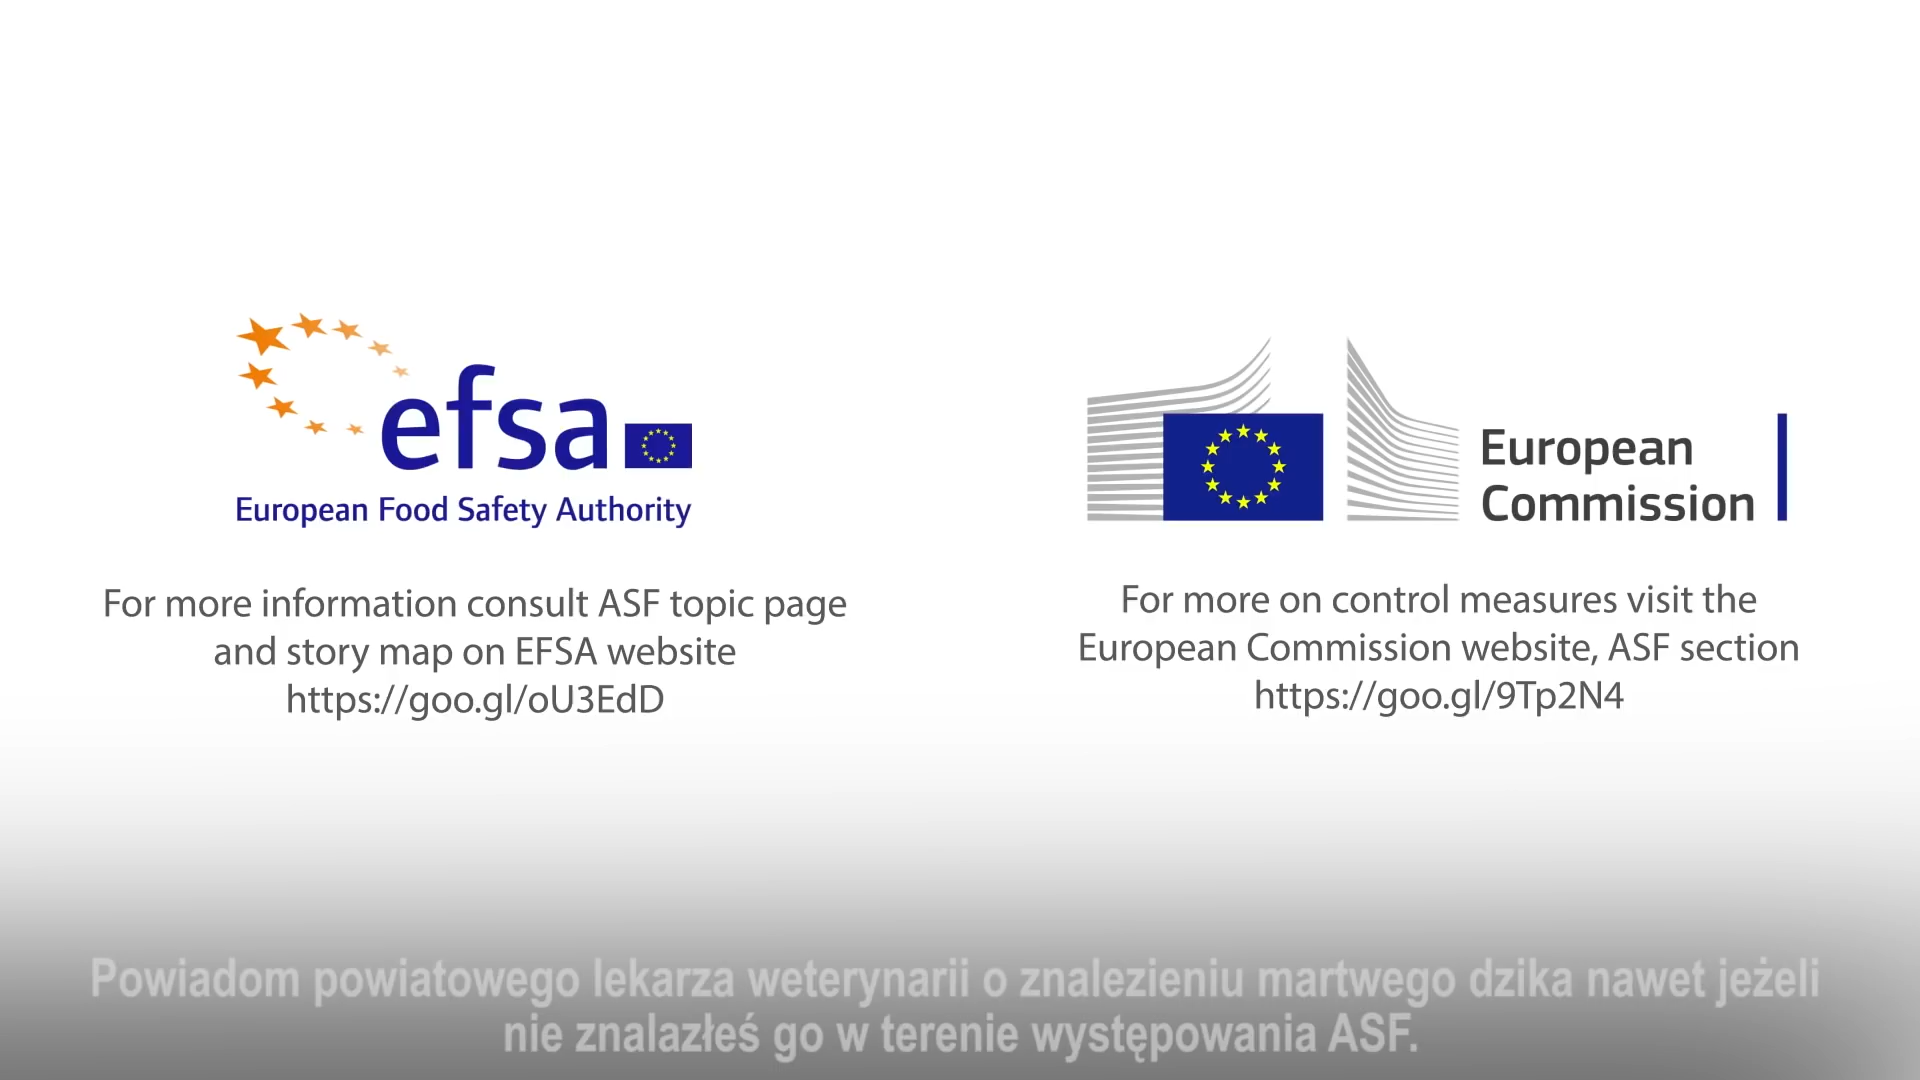 efsa
European Food Safety Authority
For more information consult ASF topic page
and story map on EFSA website
https://goo.gl/oU3EdD
European
Commission
For more on control measures visit the
European Commission website, ASF section
https://goo.gl/9Tp2N4
Powiadom powiatowego lekarza weterynarii o znalezieniu martwego dzika nawet jeżeli
nie znalazłeś go w terenie występowania ASF.